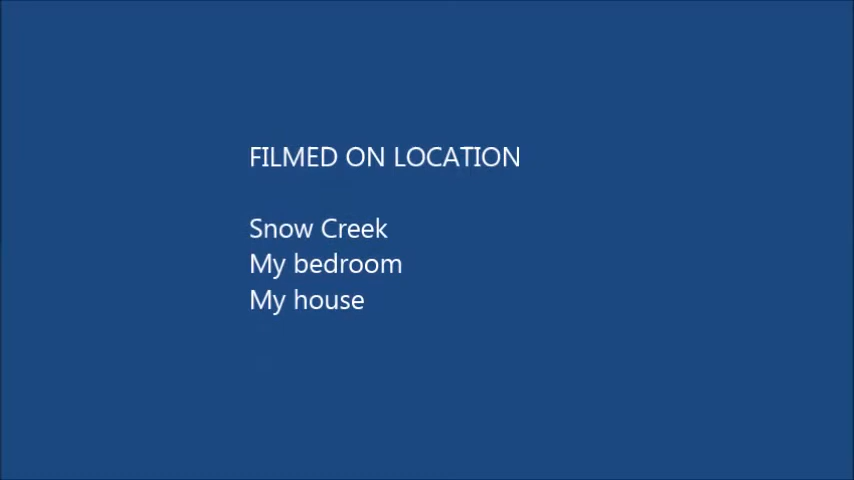 FILMED ON LOCATION
Snow Creek
My bedroom
My house